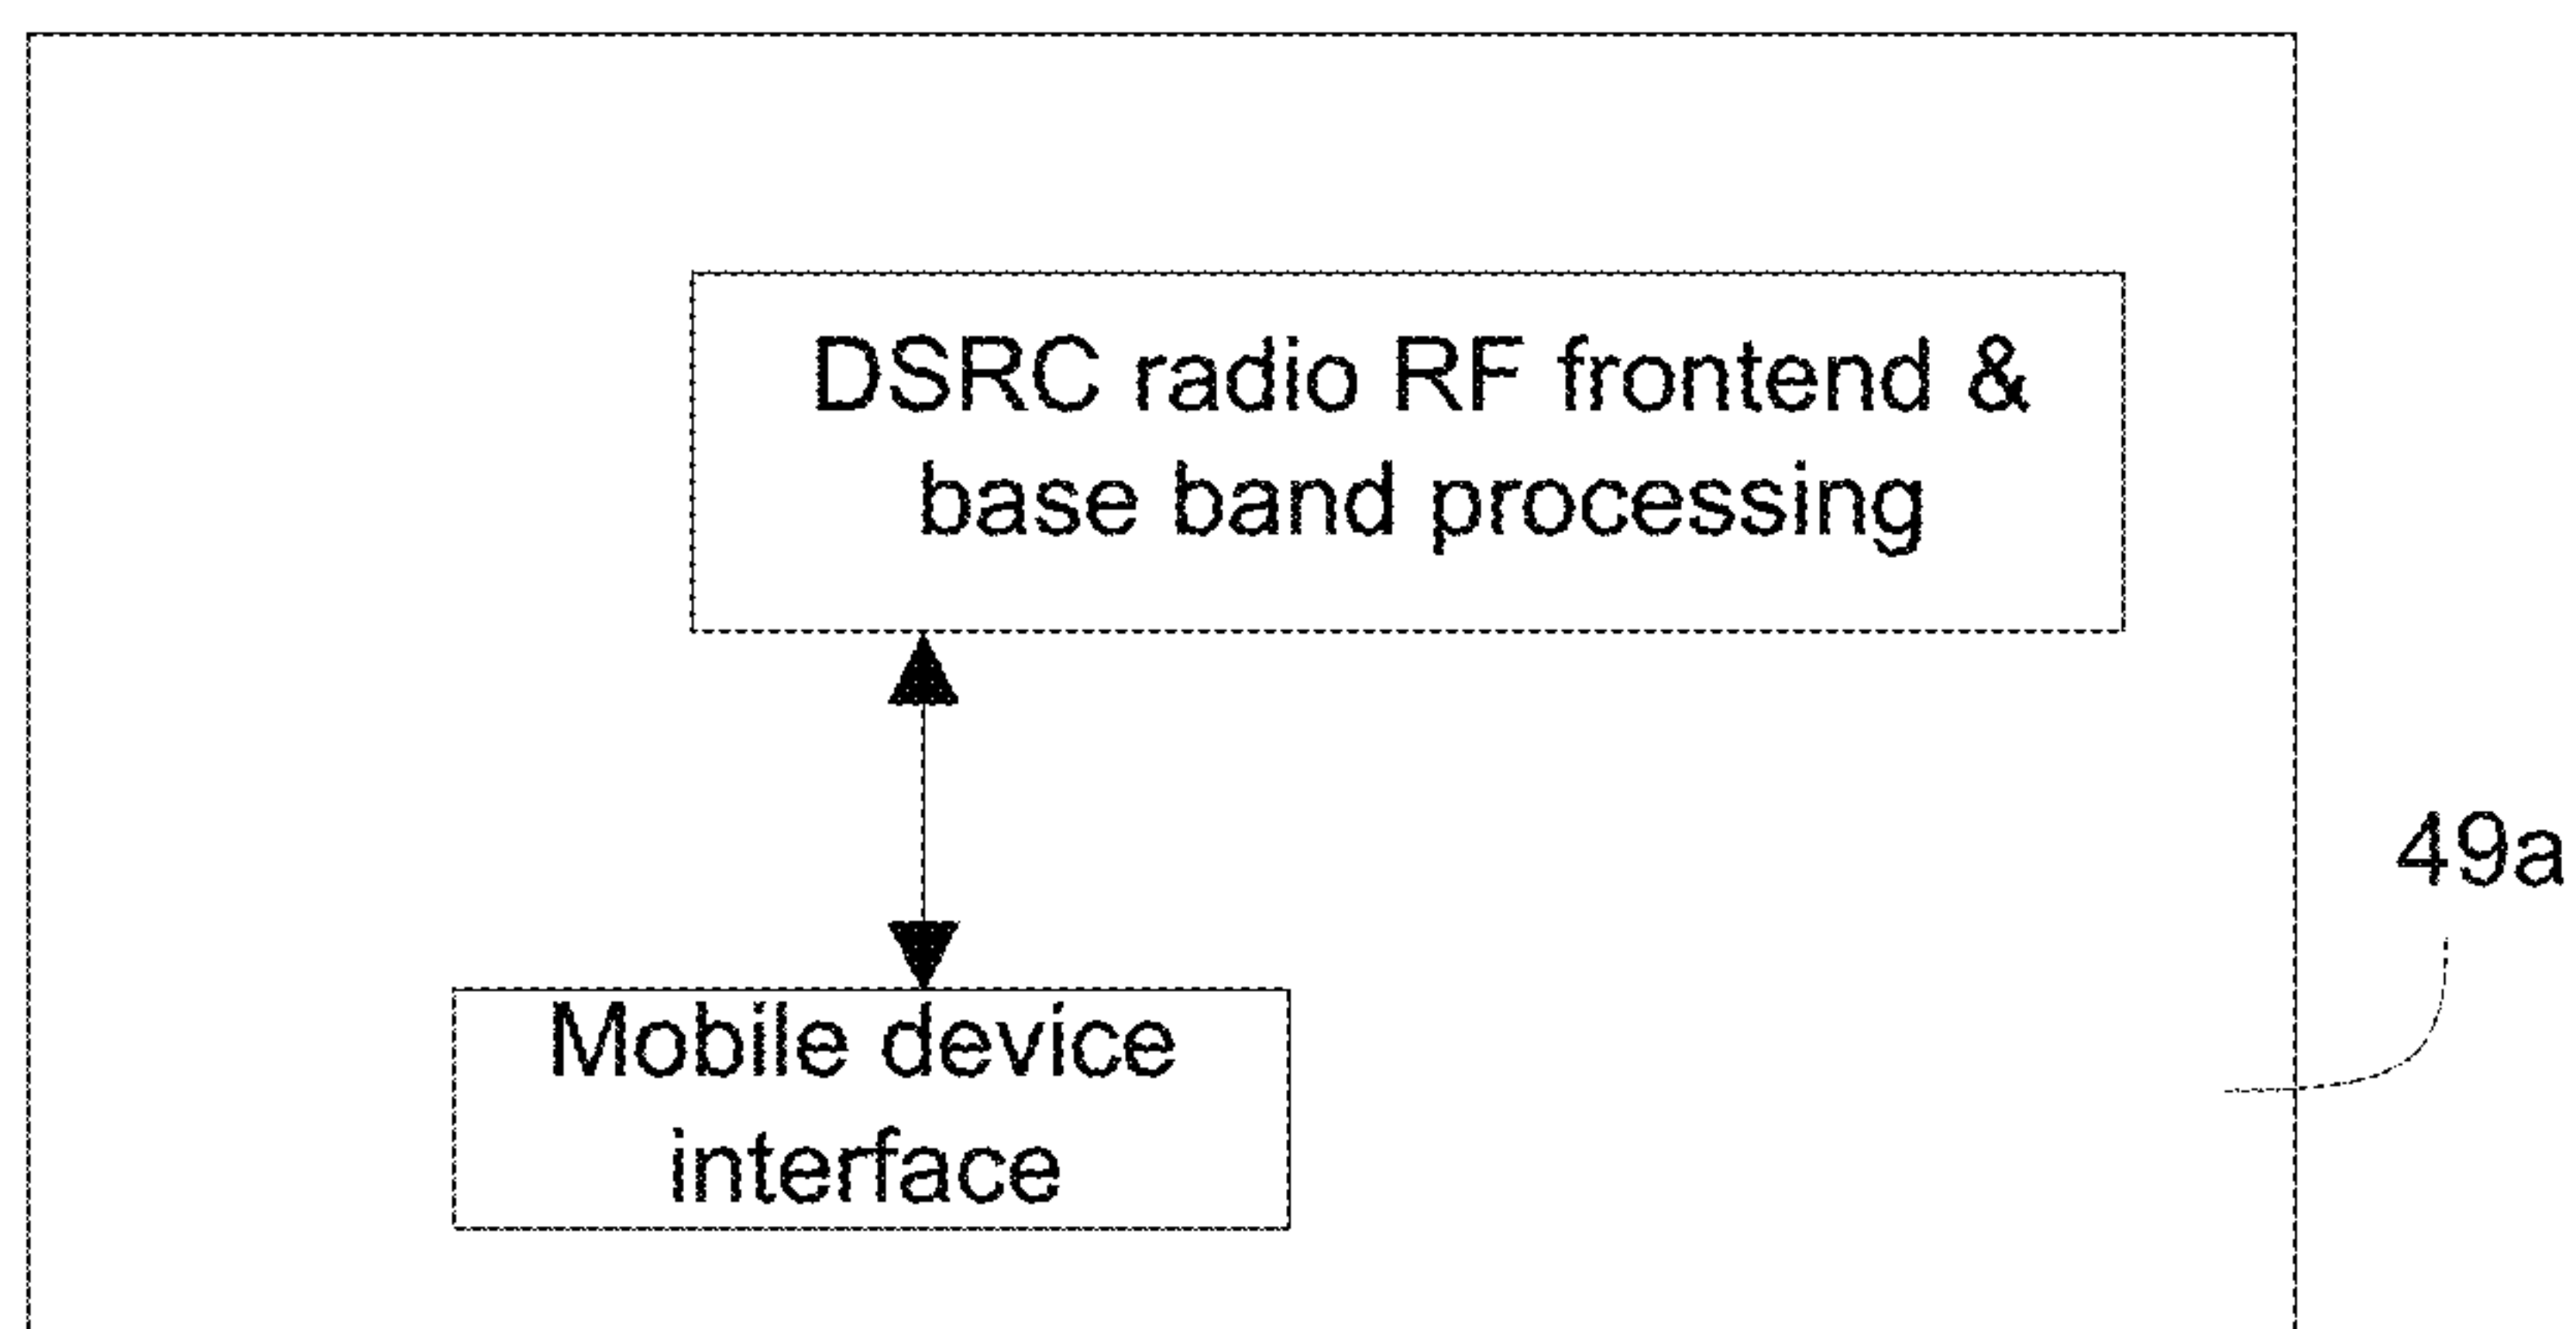 DSRC radio RF frontend &
base band processing
49a
Mobile device
interface